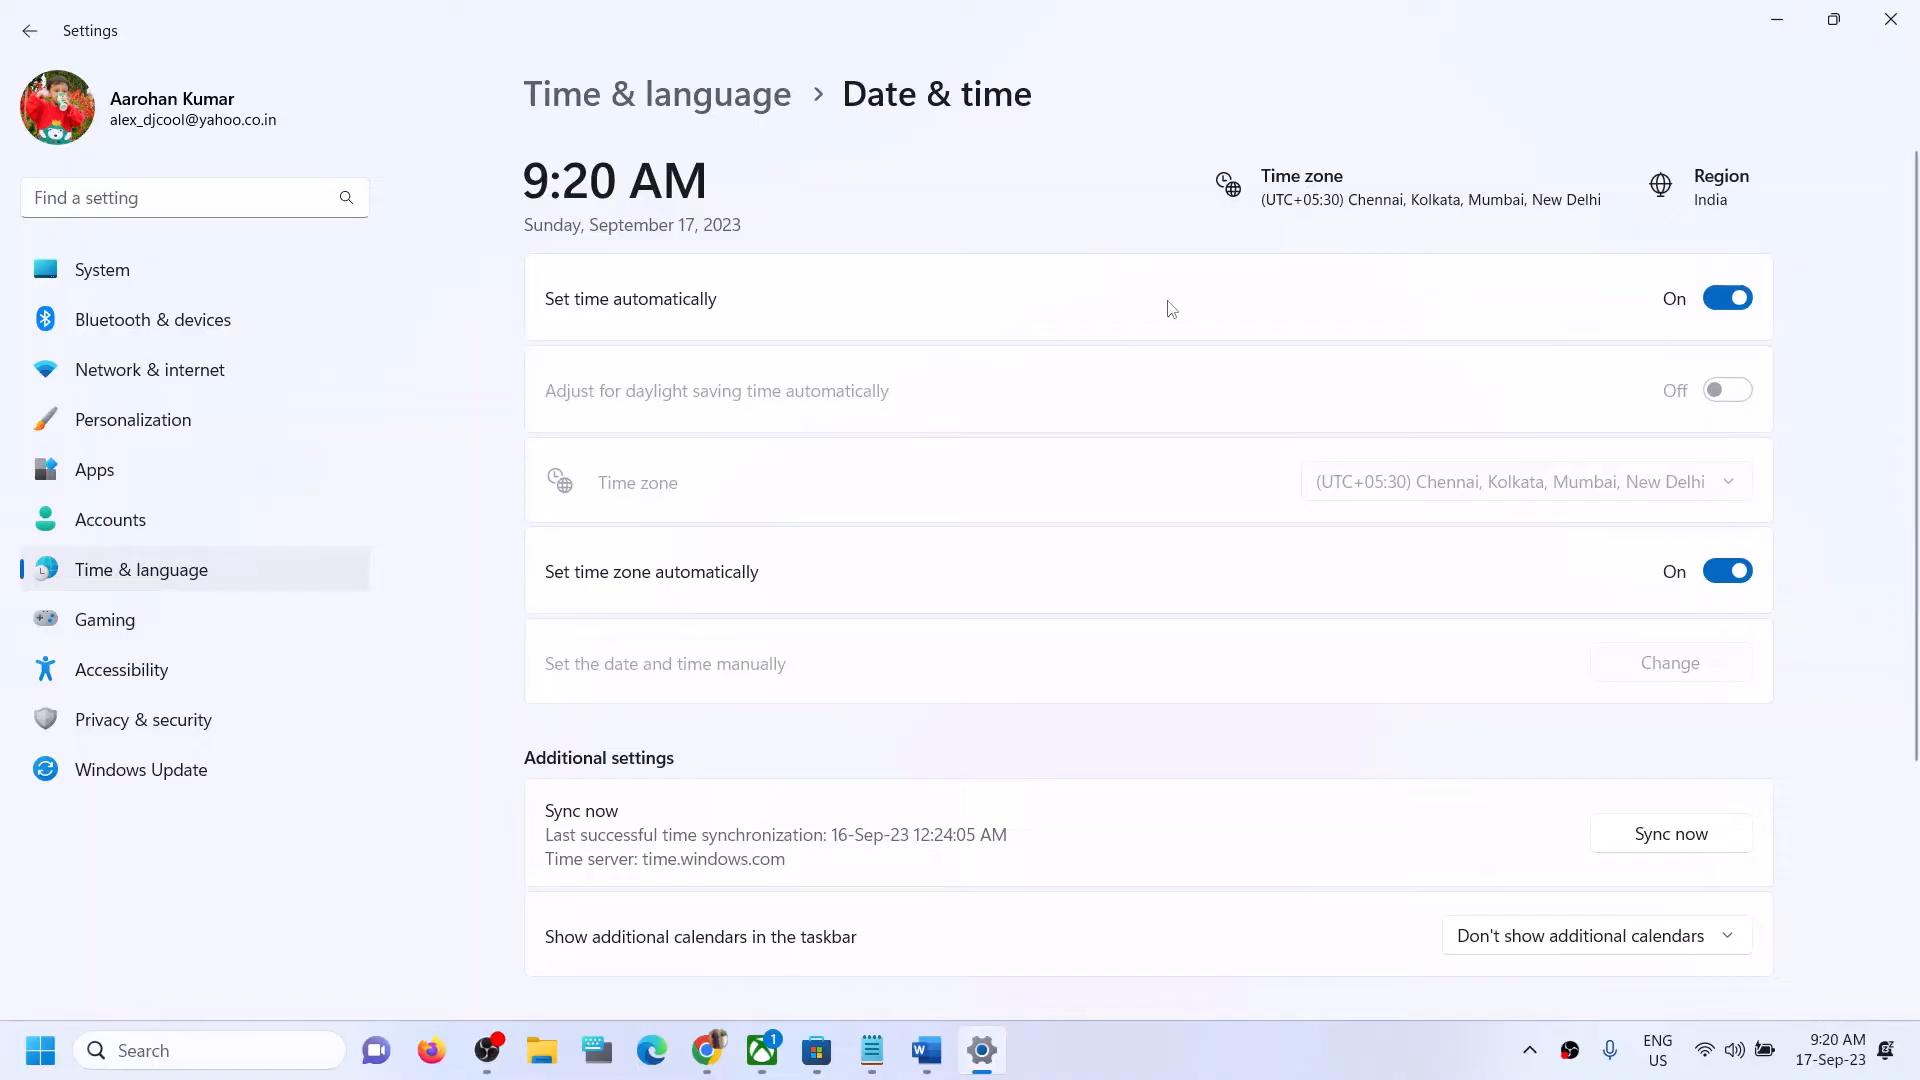 Settings
Aarohan Kumar
alex_djcool@yahoo.co.in
Find a setting
System
Bluetooth & devices
Network & internet
Personalization
Apps
Accounts
Time & language
Gaming
Accessibility
Privacy & security
Windows Update
Time & language > Date & time
9:20 AM
Sunday, September 17, 2023
Time zone
(UTC+05:30) Chennai, Kolkata, Mumbai, New Delhi
Region
India
Set time automatically
On
Adjust for daylight saving time automatically
Off
Time zone
(UTC+05:30) Chennai, Kolkata, Mumbai, New Delhi
Set time zone automatically
On
Set the date and time manually
Change
Additional settings
Sync now
Last successful time synchronization: 16-Sep-23 12:24:05 AM
Time server: time.windows.com
Sync now
Show additional calendars in the taskbar
Don't show additional calendars
Search
1
W
ENG
US
9:20 AM
17-Sep-23